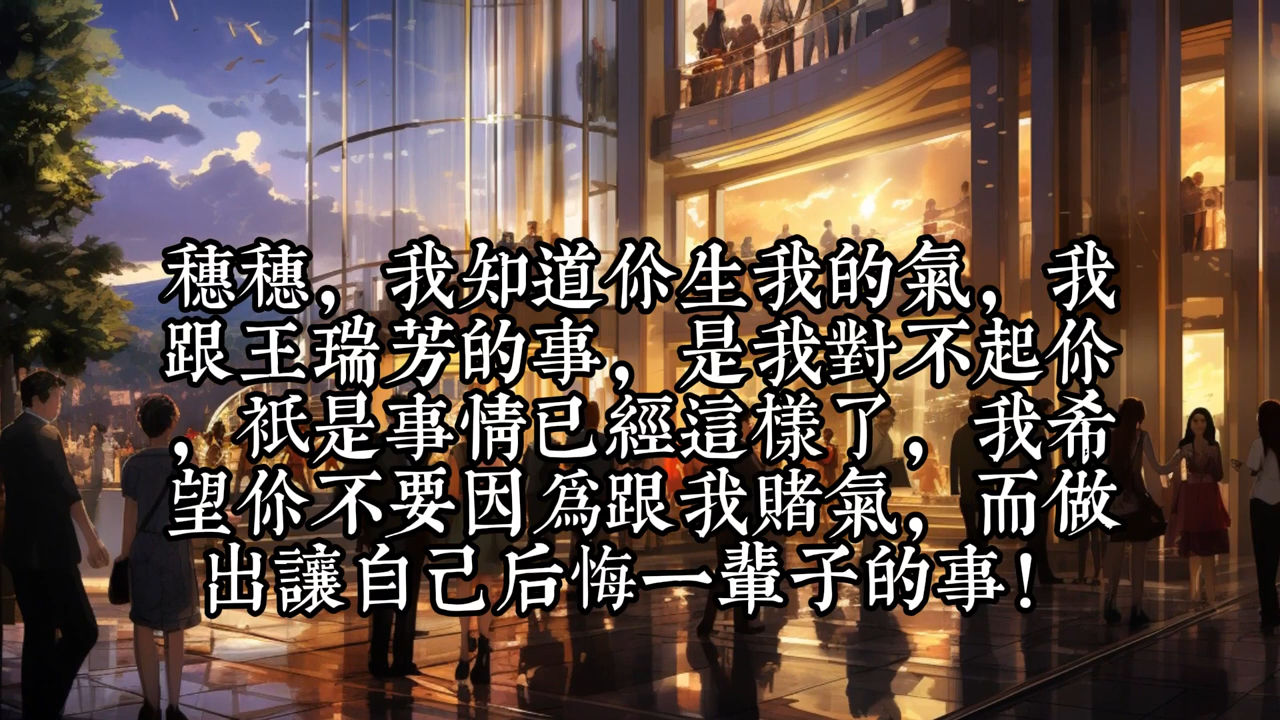 穗穗，我知道伱生我的氣，我
跟王瑞芳的事，是我對不起伱
，衹是事情已經這樣了，我希
望伱不要因爲跟我賭氣，而做
出讓自己后悔一輩子的事！